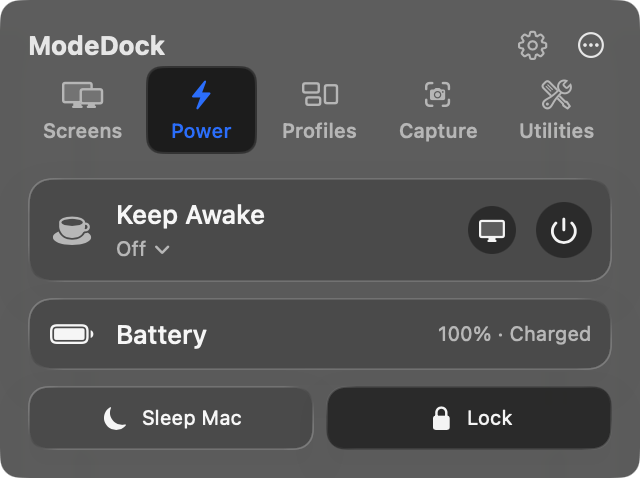 ModeDock
Screens
Power
Profiles
Capture
Utilities
Keep Awake
Off
Battery
100% · Charged
Sleep Mac
Lock